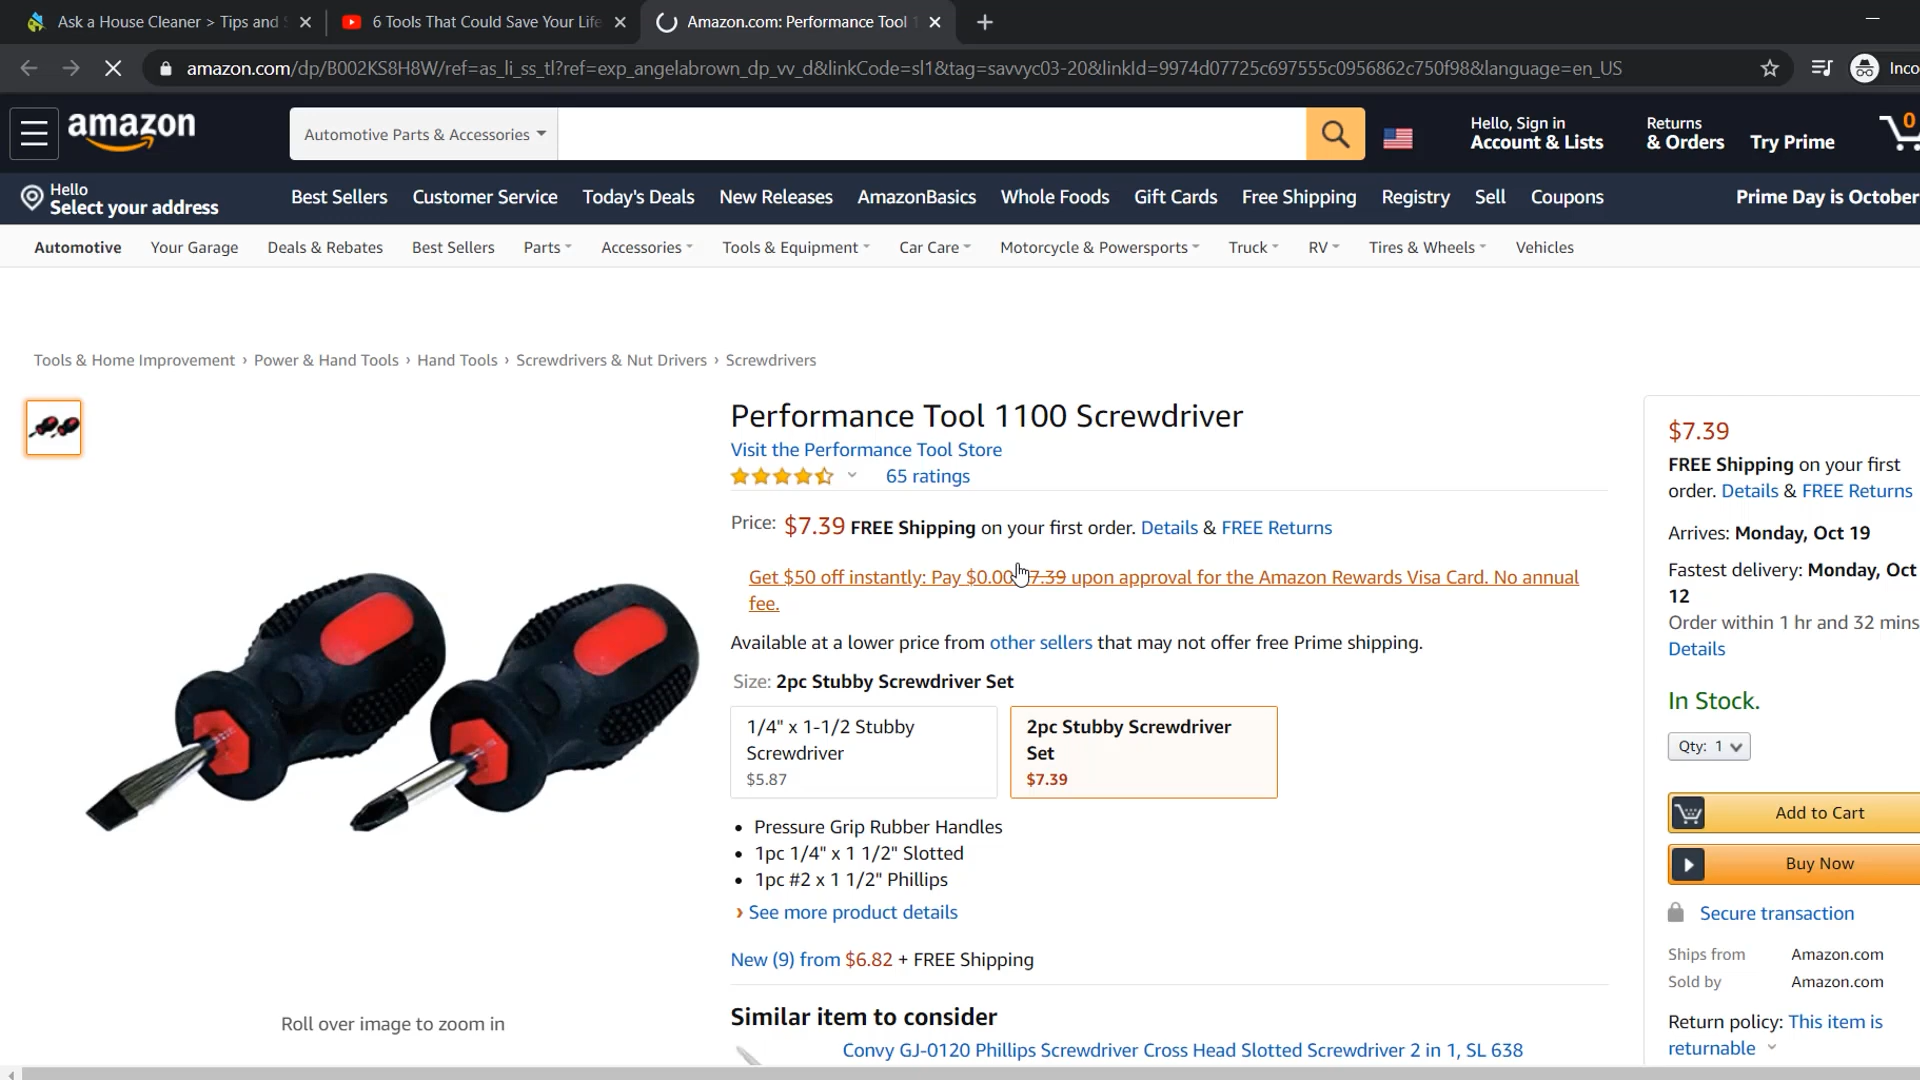 Ask a House Cleaner > Tips and
6 Tools That Could Save Your Life
Amazon.com: Performance Tool 1
amazon.com/dp/B002KS8H8W/ref=as_li_ss_tl?ref=exp_angelabrown_dp_vv_d&linkCode=sl1&tag=savvyc03-20&linkId=9974d07725c697555c0956862c750f98&language=en_US
Inco
amazon
Automotive Parts & Accessories
Hello, Sign in
Account & Lists
Returns
& Orders
Try Prime
0
Hello
Select your address
Best Sellers Customer Service Today's Deals New Releases AmazonBasics Whole Foods Gift Cards Free Shipping Registry Sell Coupons
Prime Day is October
Automotive Your Garage Deals & Rebates Best Sellers Parts Accessories Tools & Equipment Car Care Motorcycle & Powersports Truck RV Tires & Wheels Vehicles
Tools & Home Improvement › Power & Hand Tools › Hand Tools › Screwdrivers & Nut Drivers › Screwdrivers
Performance Tool 1100 Screwdriver
Visit the Performance Tool Store
65 ratings
Price: $7.39 FREE Shipping on your first order. Details & FREE Returns
Get $50 off instantly: Pay $0.00 $7.39 upon approval for the Amazon Rewards Visa Card. No annual
fee.
Available at a lower price from other sellers that may not offer free Prime shipping.
Size: 2pc Stubby Screwdriver Set
1/4" x 1-1/2 Stubby
Screwdriver
$5.87
2pc Stubby Screwdriver
Set
$7.39
• Pressure Grip Rubber Handles
• 1pc 1/4" x 1 1/2" Slotted
• 1pc #2 x 1 1/2" Phillips
› See more product details
New (9) from $6.82 + FREE Shipping
Similar item to consider
Convy GJ-0120 Phillips Screwdriver Cross Head Slotted Screwdriver 2 in 1, SL 638
Roll over image to zoom in
$7.39
FREE Shipping on your first
order. Details & FREE Returns
Arrives: Monday, Oct 19
Fastest delivery: Monday, Oct
12
Order within 1 hr and 32 mins
Details
In Stock.
Qty: 1
Add to Cart
Buy Now
Secure transaction
Ships from Amazon.com
Sold by Amazon.com
Return policy: This item is
returnable